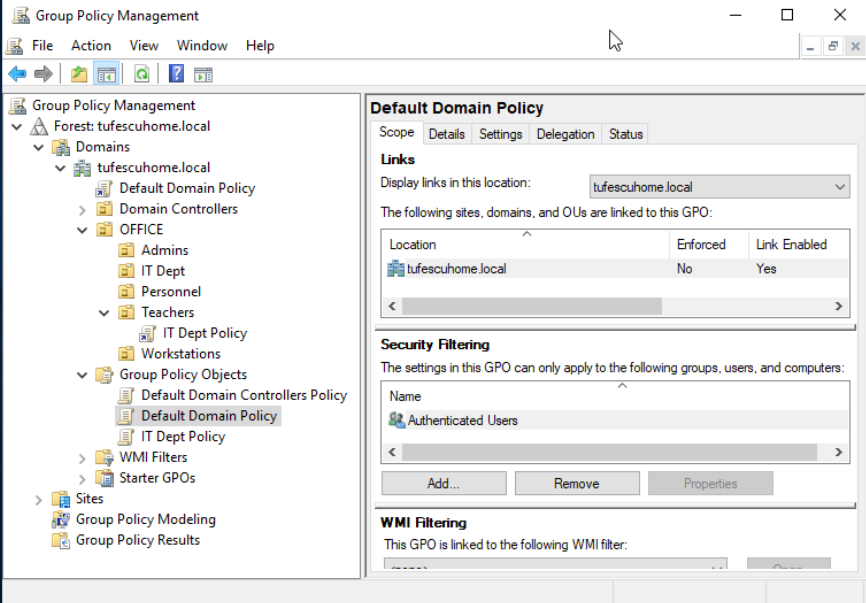 Group Policy Management
File Action View Window Help
Group Policy Management
Forest: tufescuhome.local
Domains
tufescuhome.local
Default Domain Policy
Domain Controllers
OFFICE
Admins
IT Dept
Personnel
Teachers
IT Dept Policy
Workstations
Group Policy Objects
Default Domain Controllers Policy
Default Domain Policy
IT Dept Policy
WMI Filters
Starter GPOs
Sites
Group Policy Modeling
Group Policy Results
Default Domain Policy
Scope Details Settings Delegation Status
Links
Display links in this location: tufescuhome.local
The following sites, domains, and OUs are linked to this GPO:
Location Enforced Link Enabled
tufescuhome.local No Yes
Security Filtering
The settings in this GPO can only apply to the following groups, users, and computers:
Name
Authenticated Users
Add... Remove Properties
WMI Filtering
This GPO is linked to the following WMI filter: